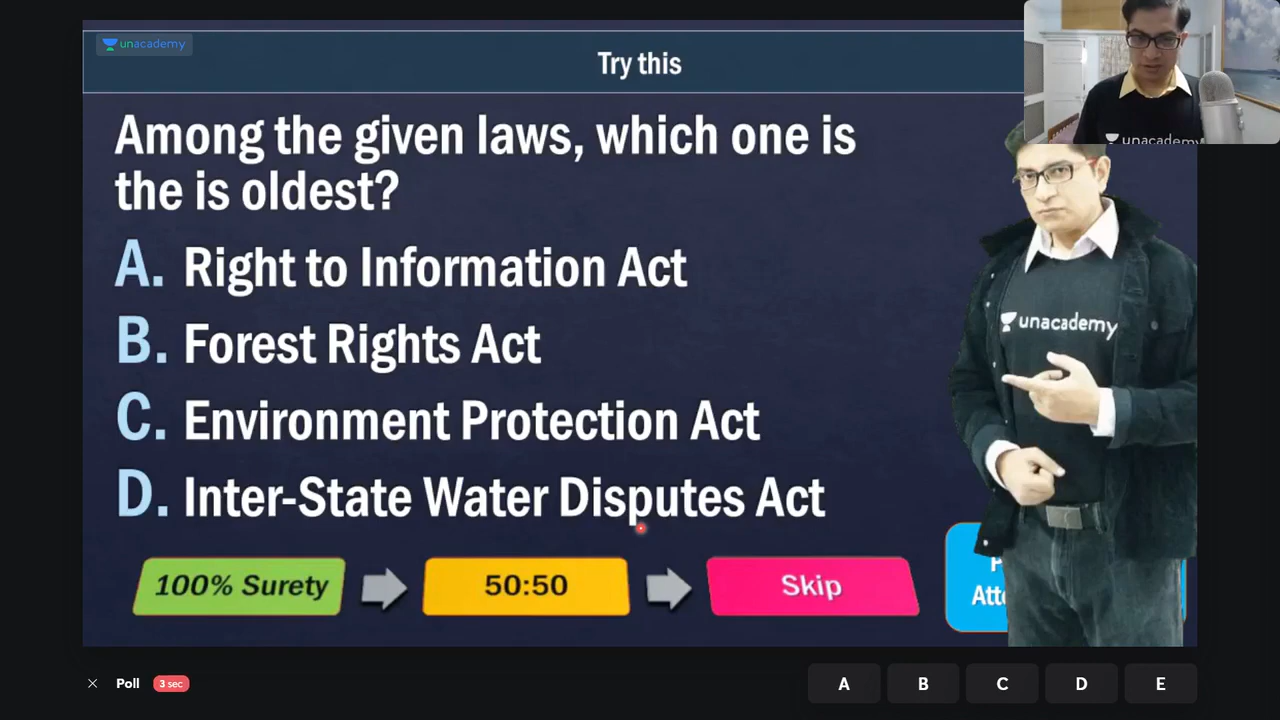 unacademy
Try this
Among the given laws, which one is
the is oldest?
A. Right to Information Act
B. Forest Rights Act
C. Environment Protection Act
D. Inter-State Water Disputes Act
100% Surety
50:50
Skip
unacademy
unacademy
Poll
3 sec
A
B
C
D
E